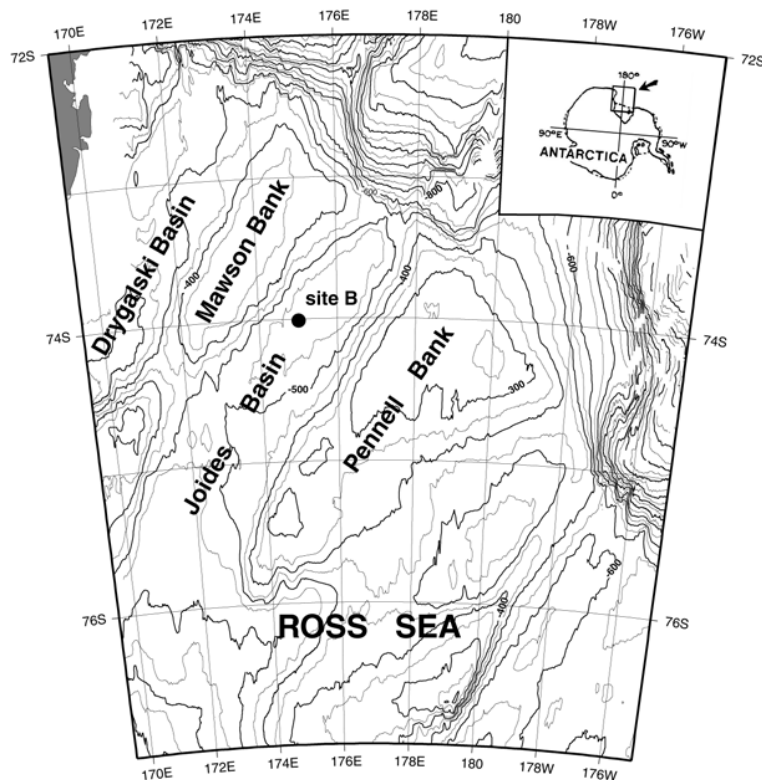 170E 172E 174E 176E 178E 180 178W 176W
72S
72S
180°
90°E
90°W
ANTARCTICA
0°
-600
-800
Drygalski Basin
Mawson Bank
-400
-400
-600
site B
74S
74S
Joides Basin
-500
Pennell Bank
300
-600
76S
ROSS SEA
-400
76S
170E 172E 174E 176E 178E 180 178W 176W